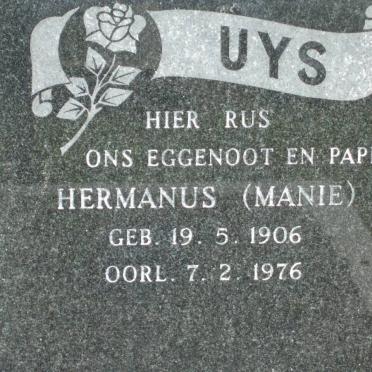 UYS
HIER RUS
ONS EGGENOOT EN PAP
HERMANUS (MANIE)
GEB. 19. 5. 1906
OORL. 7. 2. 1976